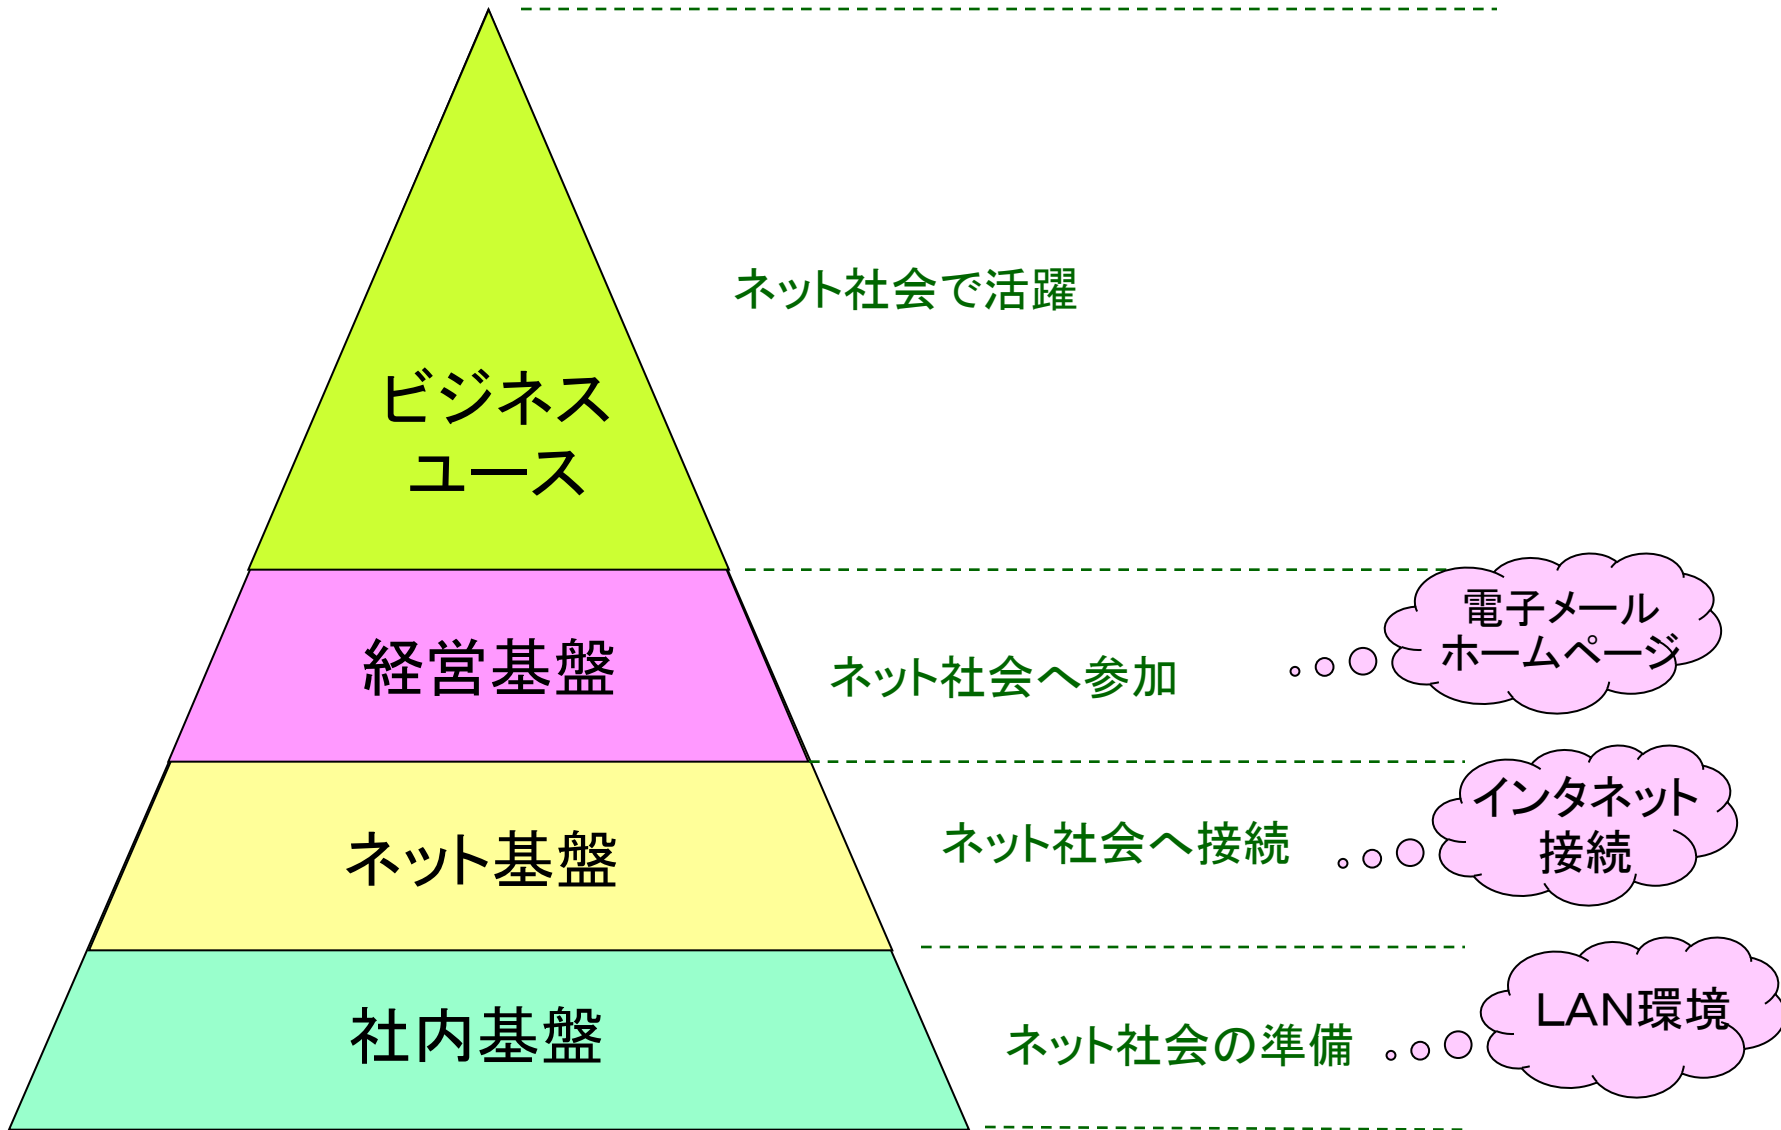 ネット社会で活躍
ビジネス
ユース
電子メール
ホームページ
経営基盤
ネット社会へ参加
インタネット
接続
ネット基盤
ネット社会へ接続
LAN環境
社内基盤
ネット社会の準備